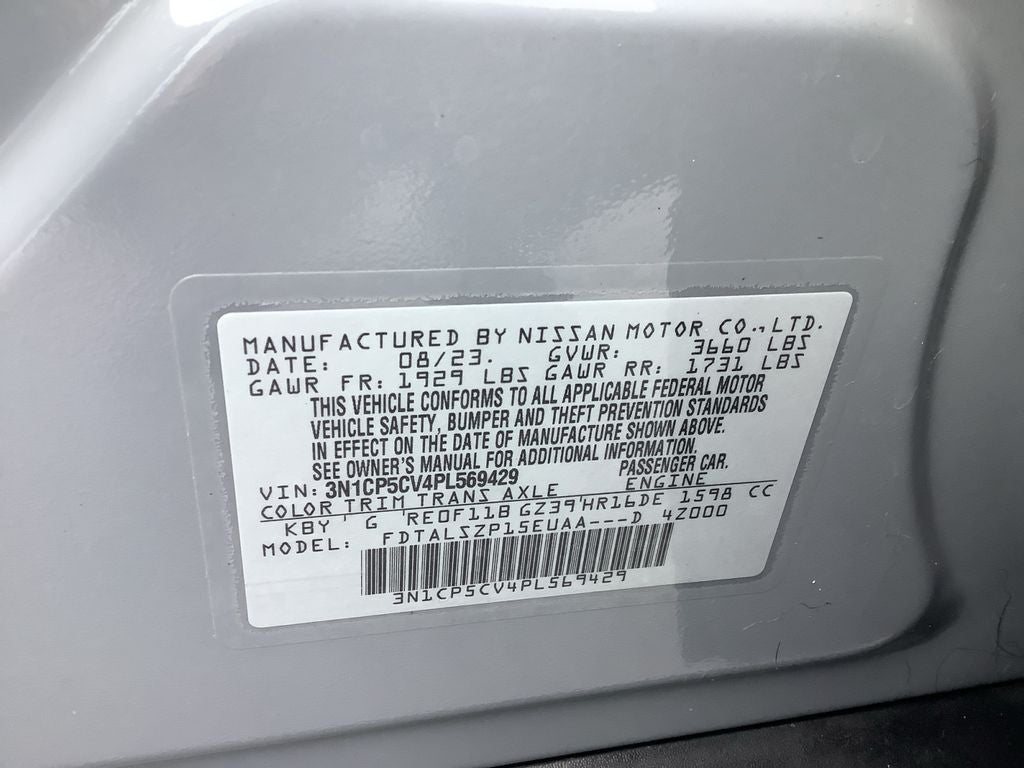 MANUFACTURED BY NISSAN MOTOR CO.,LTD.
DATE: 08/23. GVWR: 3660 LBS
GAWR FR: 1929 LBS GAWR RR: 1731 LBS
THIS VEHICLE CONFORMS TO ALL APPLICABLE FEDERAL MOTOR
VEHICLE SAFETY, BUMPER AND THEFT PREVENTION STANDARDS
IN EFFECT ON THE DATE OF MANUFACTURE SHOWN ABOVE.
SEE OWNER'S MANUAL FOR ADDITIONAL INFORMATION.
VIN: 3N1CP5CV4PL569429 PASSENGER CAR.
COLOR TRIM TRANS AXLE ENGINE
KBY ' G 'RE0F11B GZ39'HR16DE 1598 CC
MODEL: FDTALSZP15EUAA---D 4Z000
3N1CP5CV4PL569429